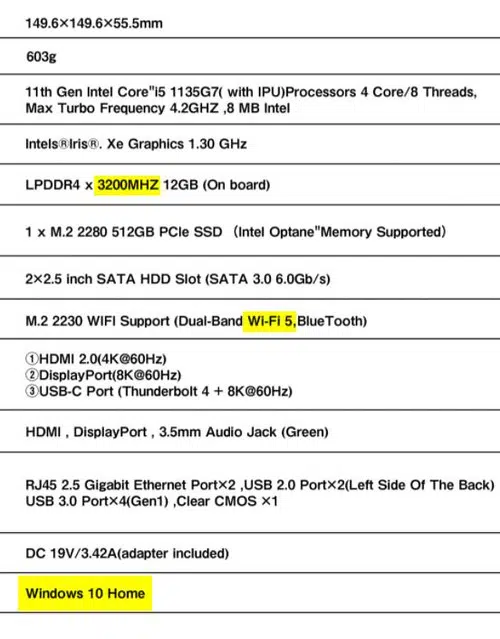 149.6×149.6×55.5mm
603g
11th Gen Intel Core"i5 1135G7( with IPU)Processors 4 Core/8 Threads,
Max Turbo Frequency 4.2GHZ ,8 MB Intel
Intels®Iris®. Xe Graphics 1.30 GHz
LPDDR4 x 3200MHZ 12GB (On board)
1 x M.2 2280 512GB PCIe SSD （Intel Optane"Memory Supported）
2×2.5 inch SATA HDD Slot (SATA 3.0 6.0Gb/s)
M.2 2230 WIFI Support (Dual-Band Wi-Fi 5,BlueTooth)
①HDMI 2.0(4K@60Hz)
②DisplayPort(8K@60Hz)
③USB-C Port (Thunderbolt 4 + 8K@60Hz)
HDMI , DisplayPort , 3.5mm Audio Jack (Green)
RJ45 2.5 Gigabit Ethernet Port×2 ,USB 2.0 Port×2(Left Side Of The Back)
USB 3.0 Port×4(Gen1) ,Clear CMOS ×1
DC 19V/3.42A(adapter included)
Windows 10 Home